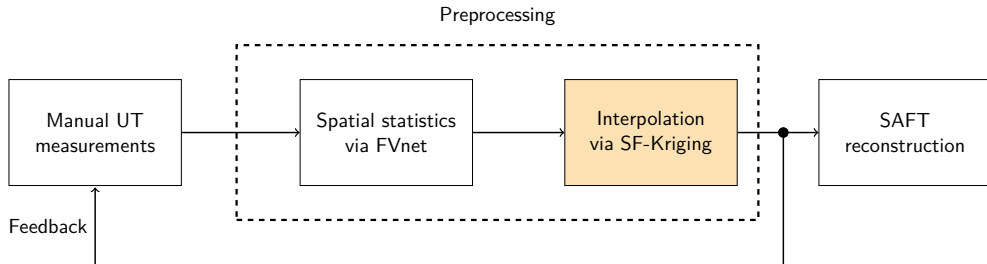 Preprocessing
Manual UT
measurements
Spatial statistics
via FVnet
Interpolation
via SF-Kriging
SAFT
reconstruction
Feedback